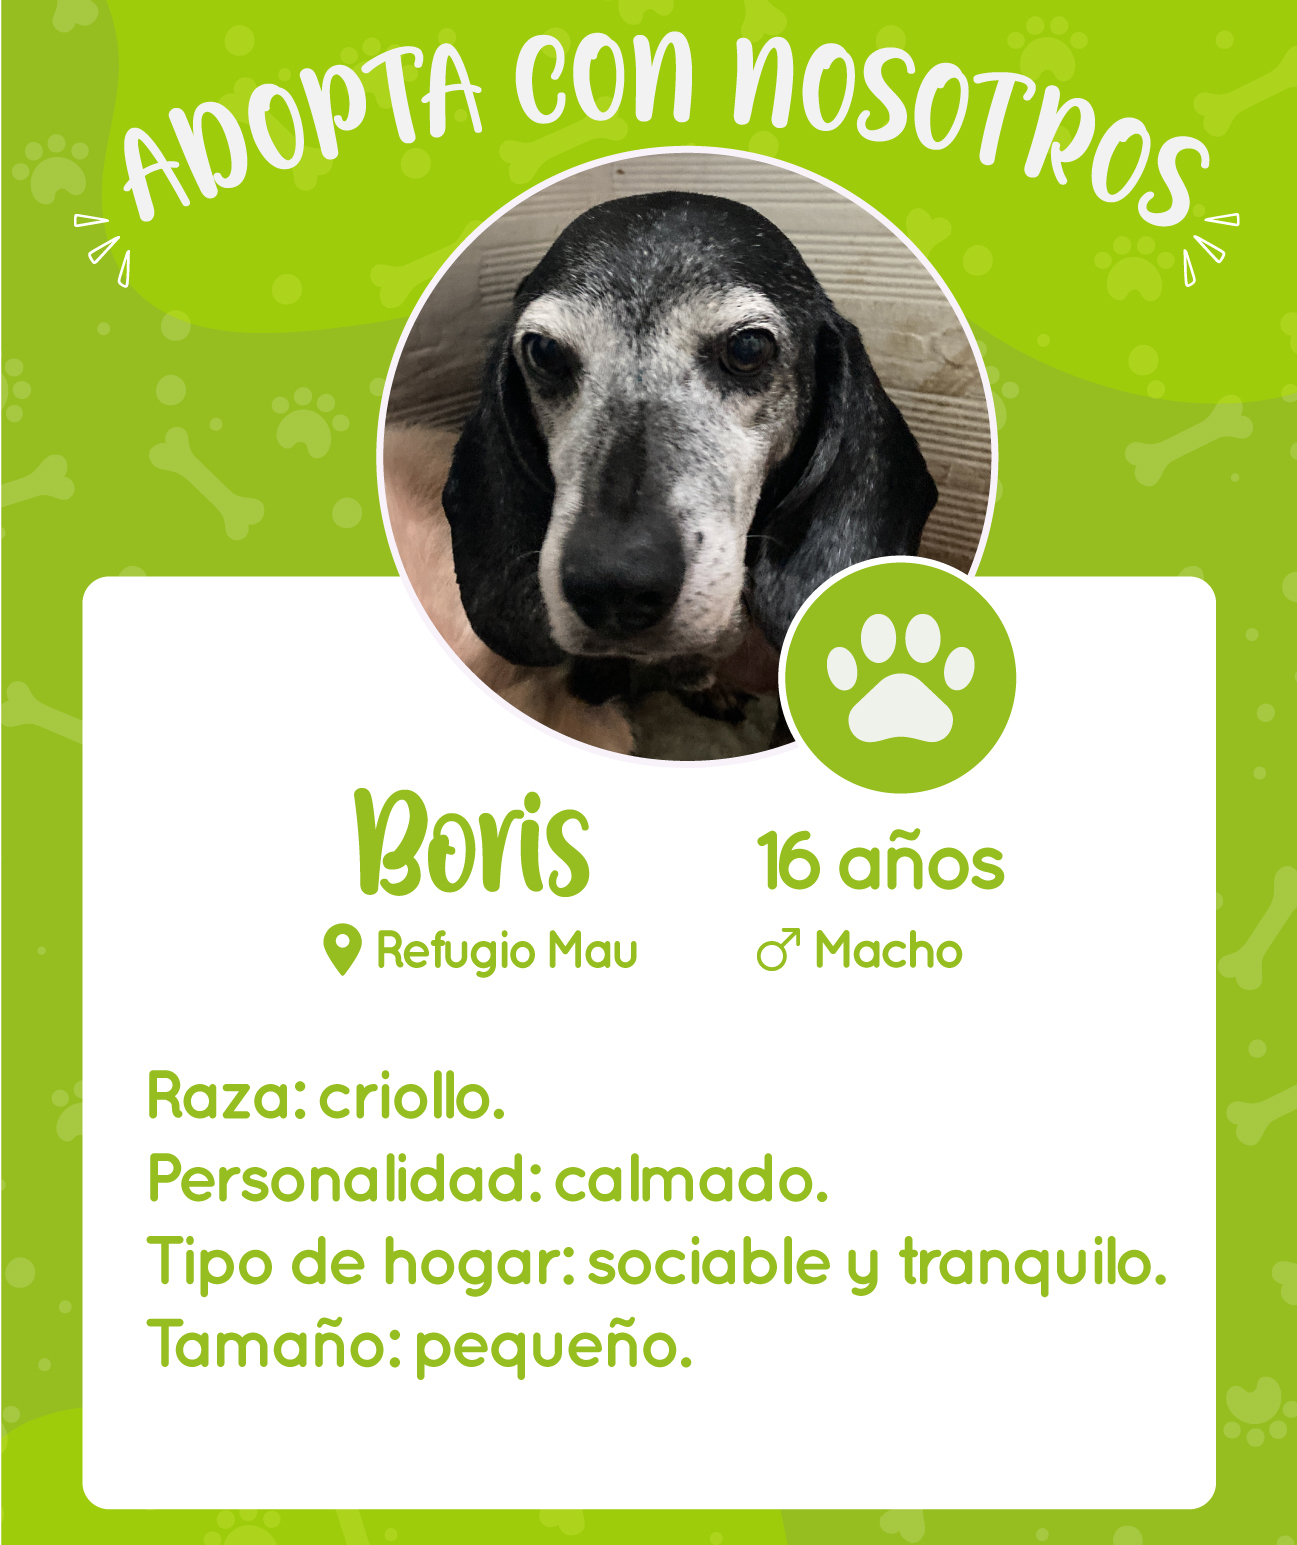 ADOPTA CON NOSOTROS
Boris
16 años
Refugio Mau
Macho
Raza: criollo.
Personalidad: calmado.
Tipo de hogar: sociable y tranquilo.
Tamaño: pequeño.